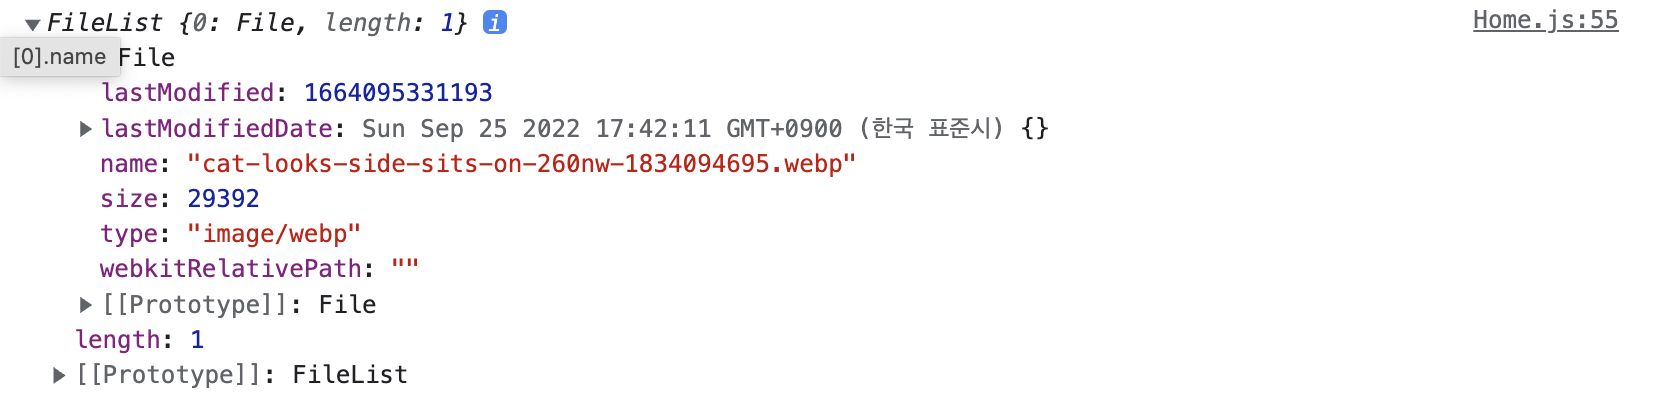 ▼FileList {0: File, length: 1} i Home.js:55
[0].name File
lastModified: 1664095331193
▶lastModifiedDate: Sun Sep 25 2022 17:42:11 GMT+0900 (한국 표준시) {}
name: "cat-looks-side-sits-on-260nw-1834094695.webp"
size: 29392
type: "image/webp"
webkitRelativePath: ""
▶[[Prototype]]: File
length: 1
▶[[Prototype]]: FileList